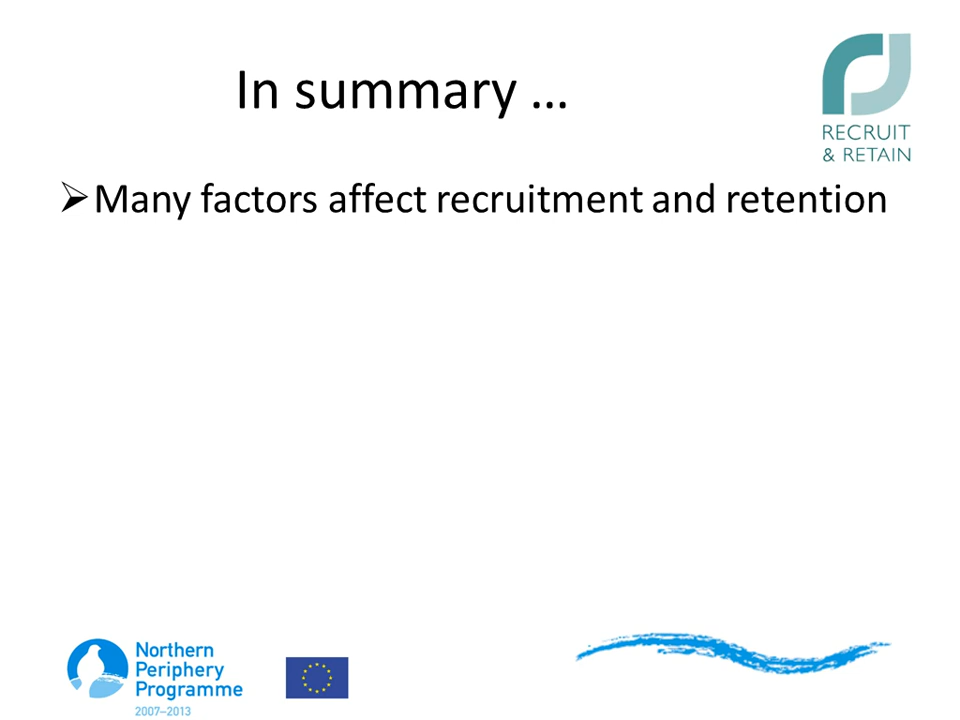 In summary …
RECRUIT
& RETAIN
➢Many factors affect recruitment and retention
Northern
Periphery
Programme
2007–2013